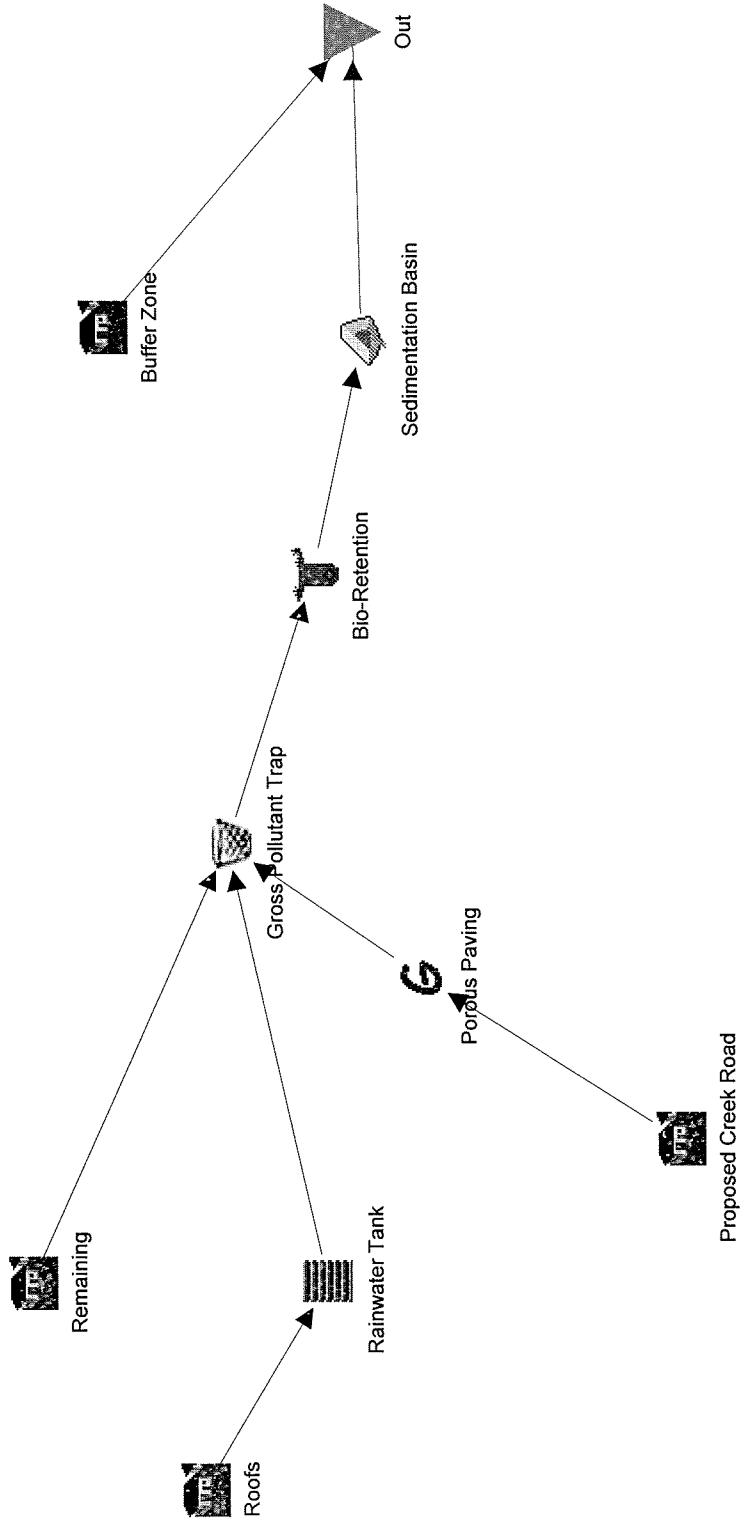 Roofs
Remaining
Rainwater Tank
Proposed Creek Road
Porous Paving
Gross Pollutant Trap
Bio-Retention
Sedimentation Basin
Buffer Zone
Out